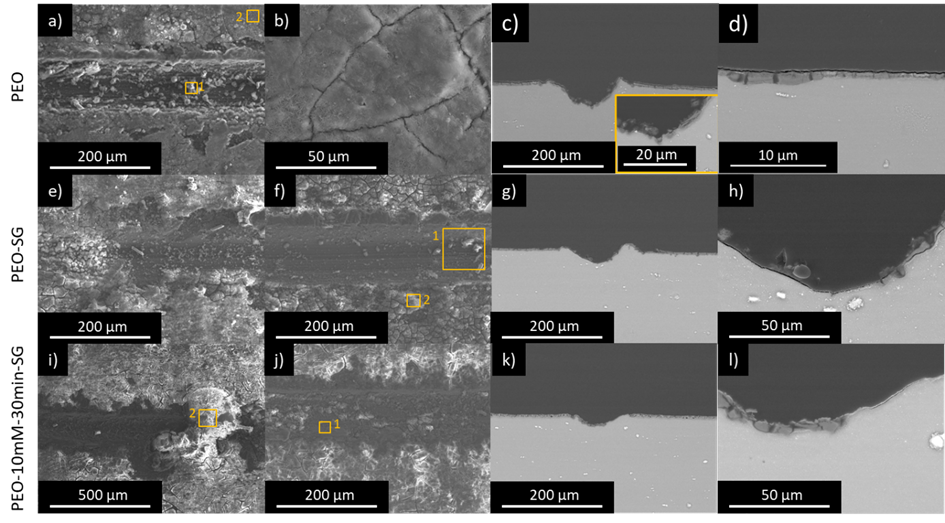 PEO
a)
2
1
200 µm
b)
50 µm
c)
200 µm
20 µm
d)
10 µm
PEO-SG
e)
200 µm
f)
1
2
200 µm
g)
200 µm
h)
50 µm
PEO-10mM-30min-SG
i)
2
500 µm
j)
1
200 µm
k)
200 µm
l)
50 µm